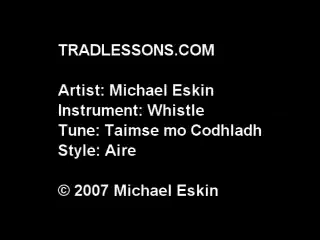 TRADLESSONS.COM
Artist: Michael Eskin
Instrument: Whistle
Tune: Taimse mo Codhladh
Style: Aire
© 2007 Michael Eskin